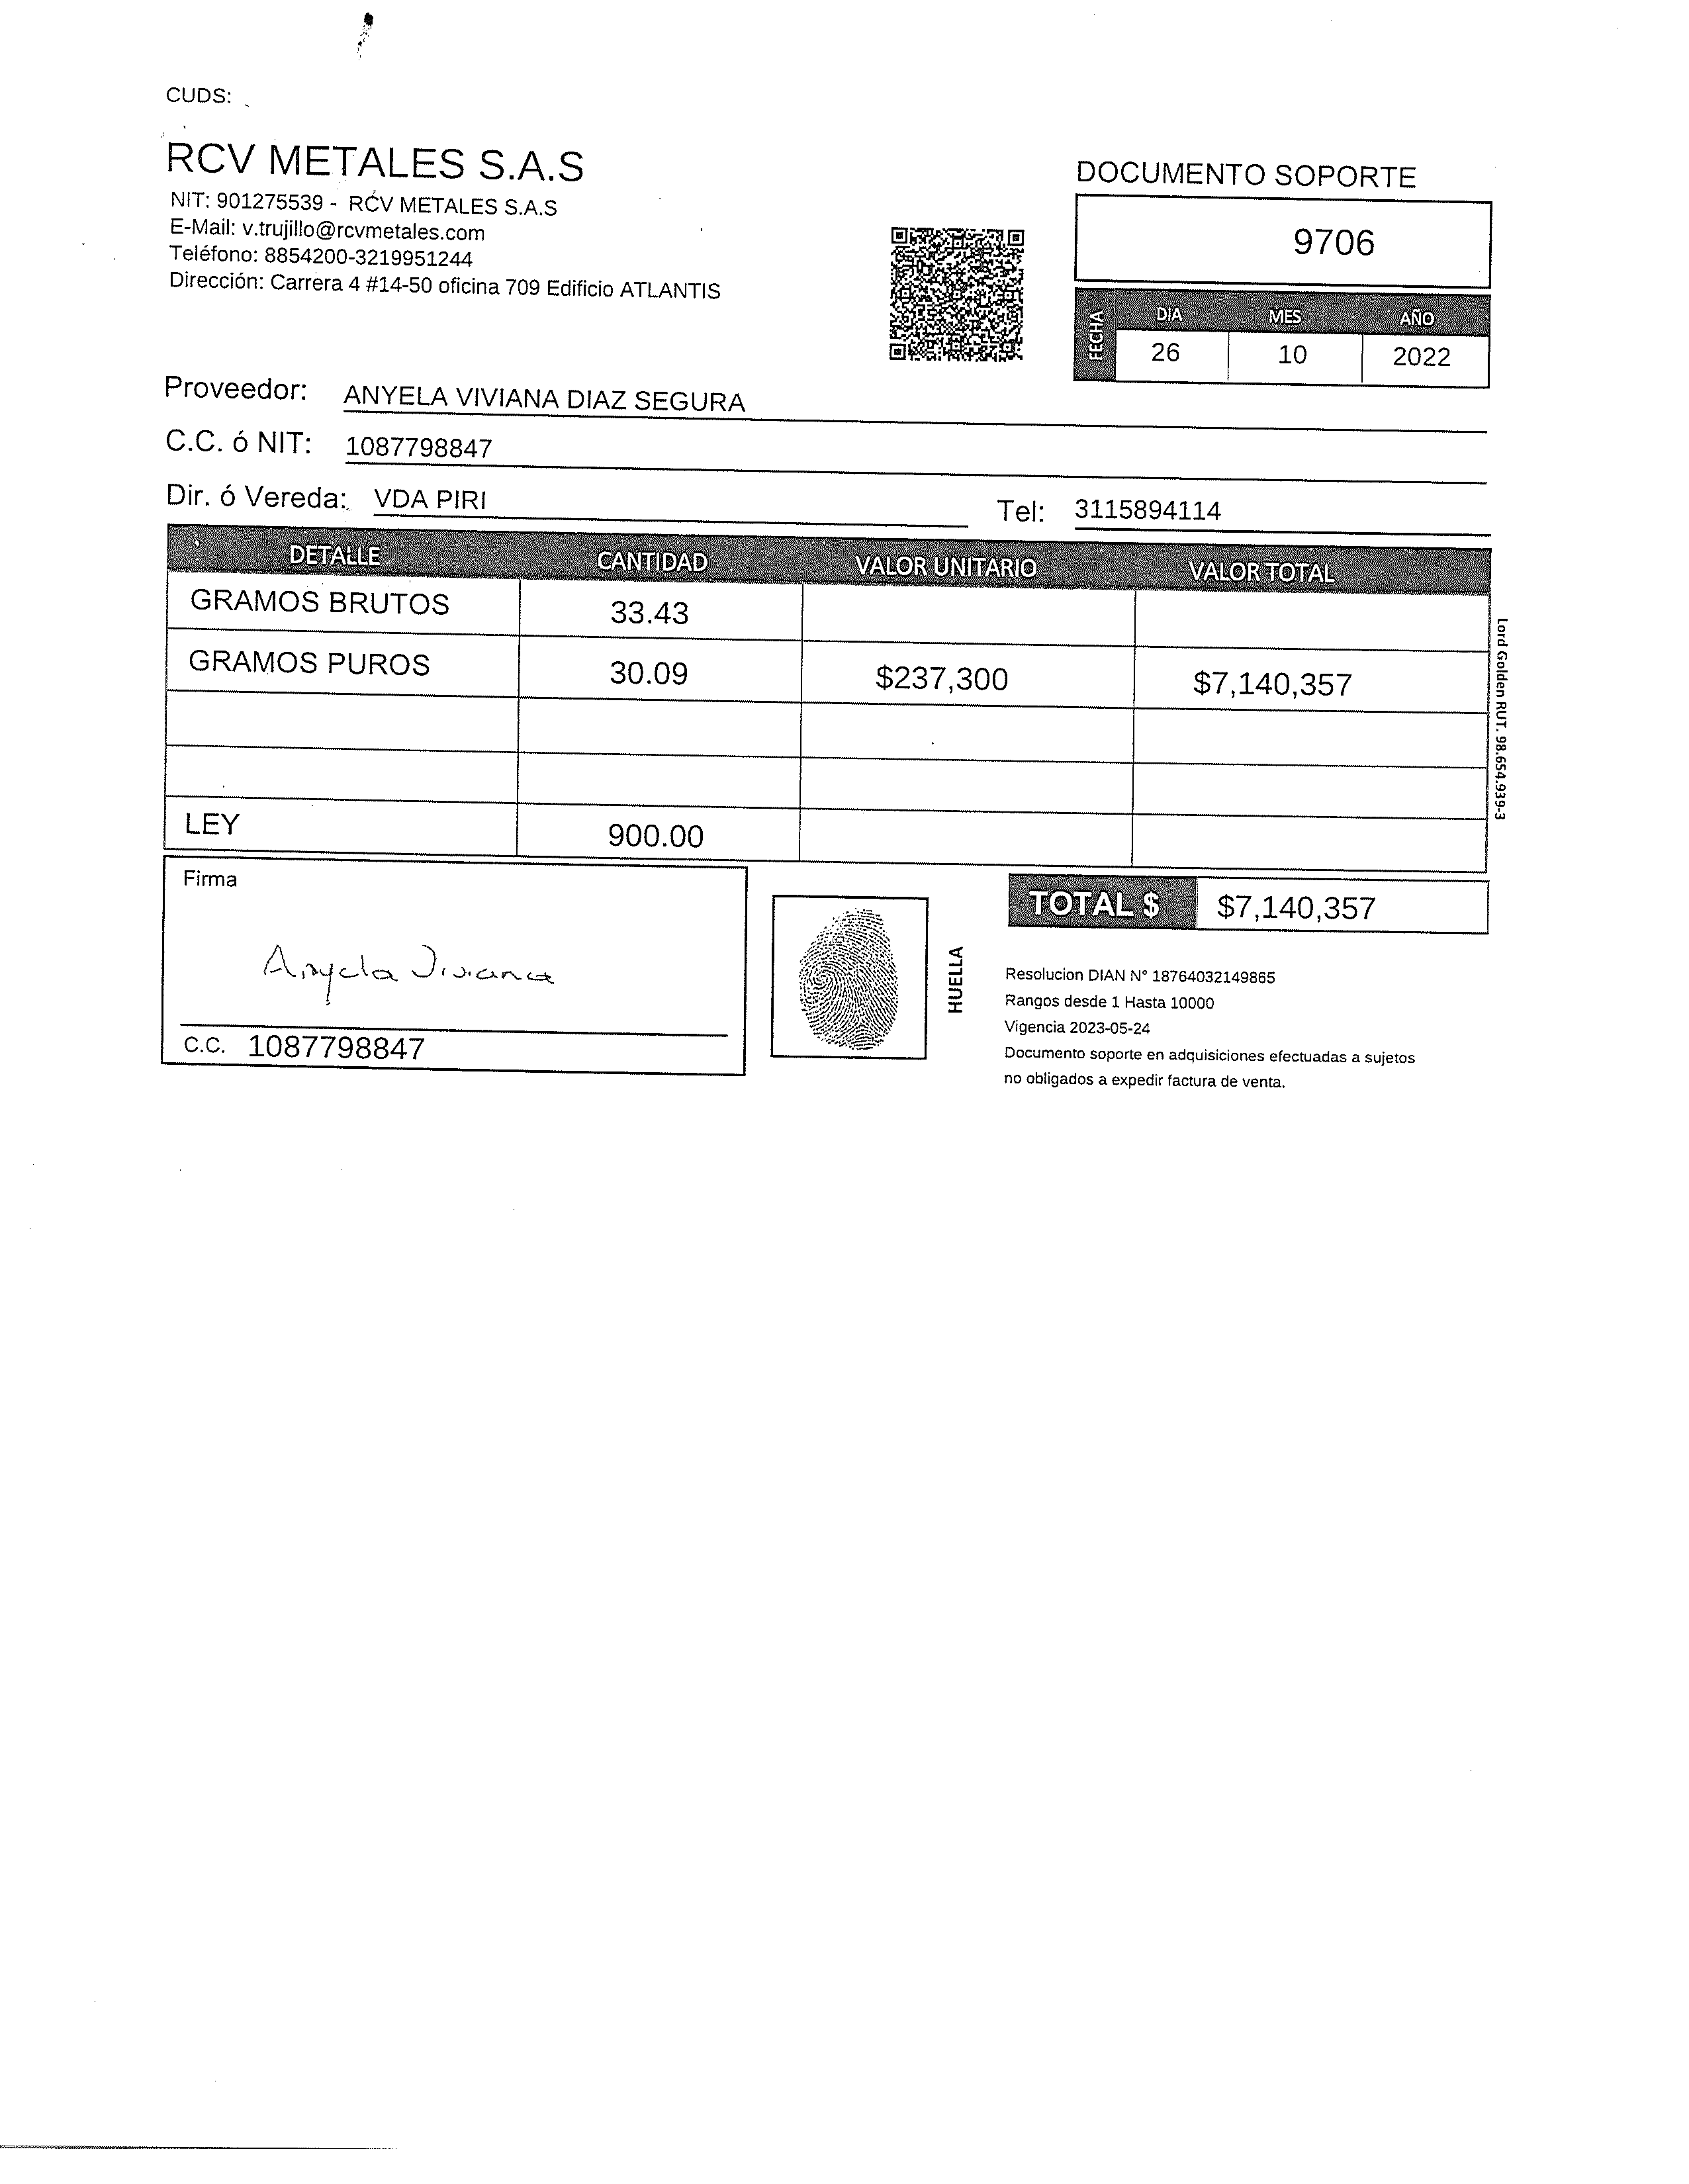 CUDS:
RCV METALES S.A.S
NIT: 901275539 - RCV METALES S.A.S
E-Mail: v.trujillo@rcvmetales.com
Teléfono: 8854200-3219951244
Dirección: Carrera 4 #14-50 oficina 709 Edificio ATLANTIS
DOCUMENTO SOPORTE
9706
FECHA
DIA MES AÑO
26 10 2022
Proveedor: ANYELA VIVIANA DIAZ SEGURA
C.C. ó NIT: 1087798847
Dir. ó Vereda: VDA PIRI Tel: 3115894114
DETALLE CANTIDAD VALOR UNITARIO VALOR TOTAL
GRAMOS BRUTOS 33.43
GRAMOS PUROS 30.09 $237,300 $7,140,357
LEY 900.00
Lord Golden RUT. 98.654.939-3
Firma
Anyela Viviana
C.C. 1087798847
HUELLA
TOTAL $ $7,140,357
Resolucion DIAN N° 18764032149865
Rangos desde 1 Hasta 10000
Vigencia 2023-05-24
Documento soporte en adquisiciones efectuadas a sujetos
no obligados a expedir factura de venta.